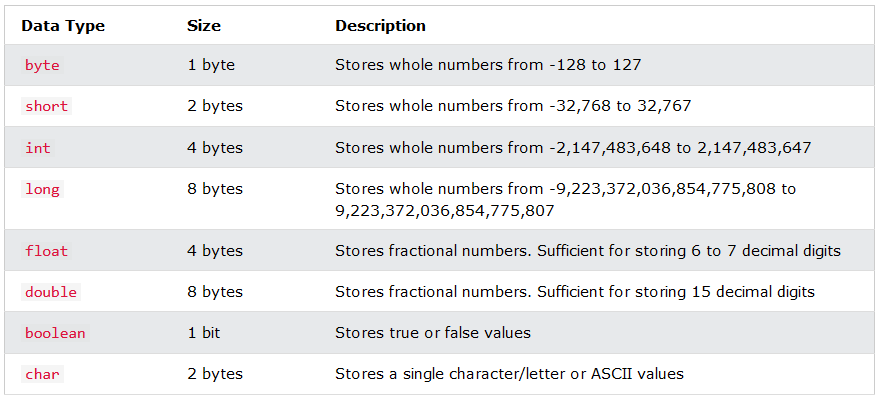 Data Type Size Description
byte 1 byte Stores whole numbers from -128 to 127
short 2 bytes Stores whole numbers from -32,768 to 32,767
int 4 bytes Stores whole numbers from -2,147,483,648 to 2,147,483,647
long 8 bytes Stores whole numbers from -9,223,372,036,854,775,808 to
9,223,372,036,854,775,807
float 4 bytes Stores fractional numbers. Sufficient for storing 6 to 7 decimal digits
double 8 bytes Stores fractional numbers. Sufficient for storing 15 decimal digits
boolean 1 bit Stores true or false values
char 2 bytes Stores a single character/letter or ASCII values